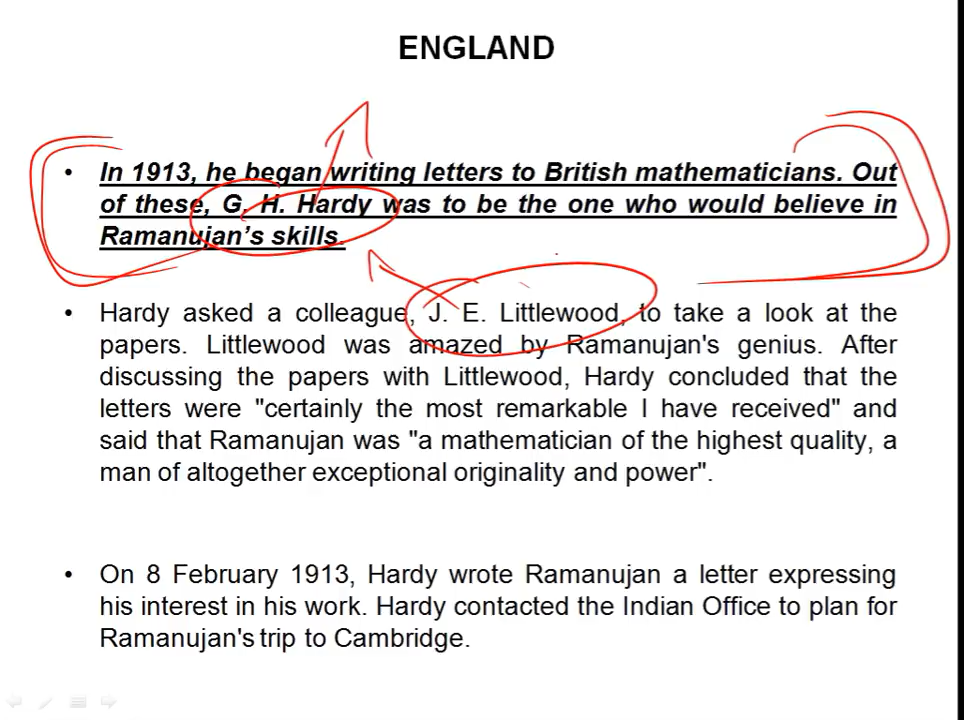 ENGLAND
• In 1913, he began writing letters to British mathematicians. Out
of these, G. H. Hardy was to be the one who would believe in
Ramanujan's skills.
• Hardy asked a colleague, J. E. Littlewood, to take a look at the
papers. Littlewood was amazed by Ramanujan's genius. After
discussing the papers with Littlewood, Hardy concluded that the
letters were "certainly the most remarkable I have received" and
said that Ramanujan was "a mathematician of the highest quality, a
man of altogether exceptional originality and power".
• On 8 February 1913, Hardy wrote Ramanujan a letter expressing
his interest in his work. Hardy contacted the Indian Office to plan for
Ramanujan's trip to Cambridge.